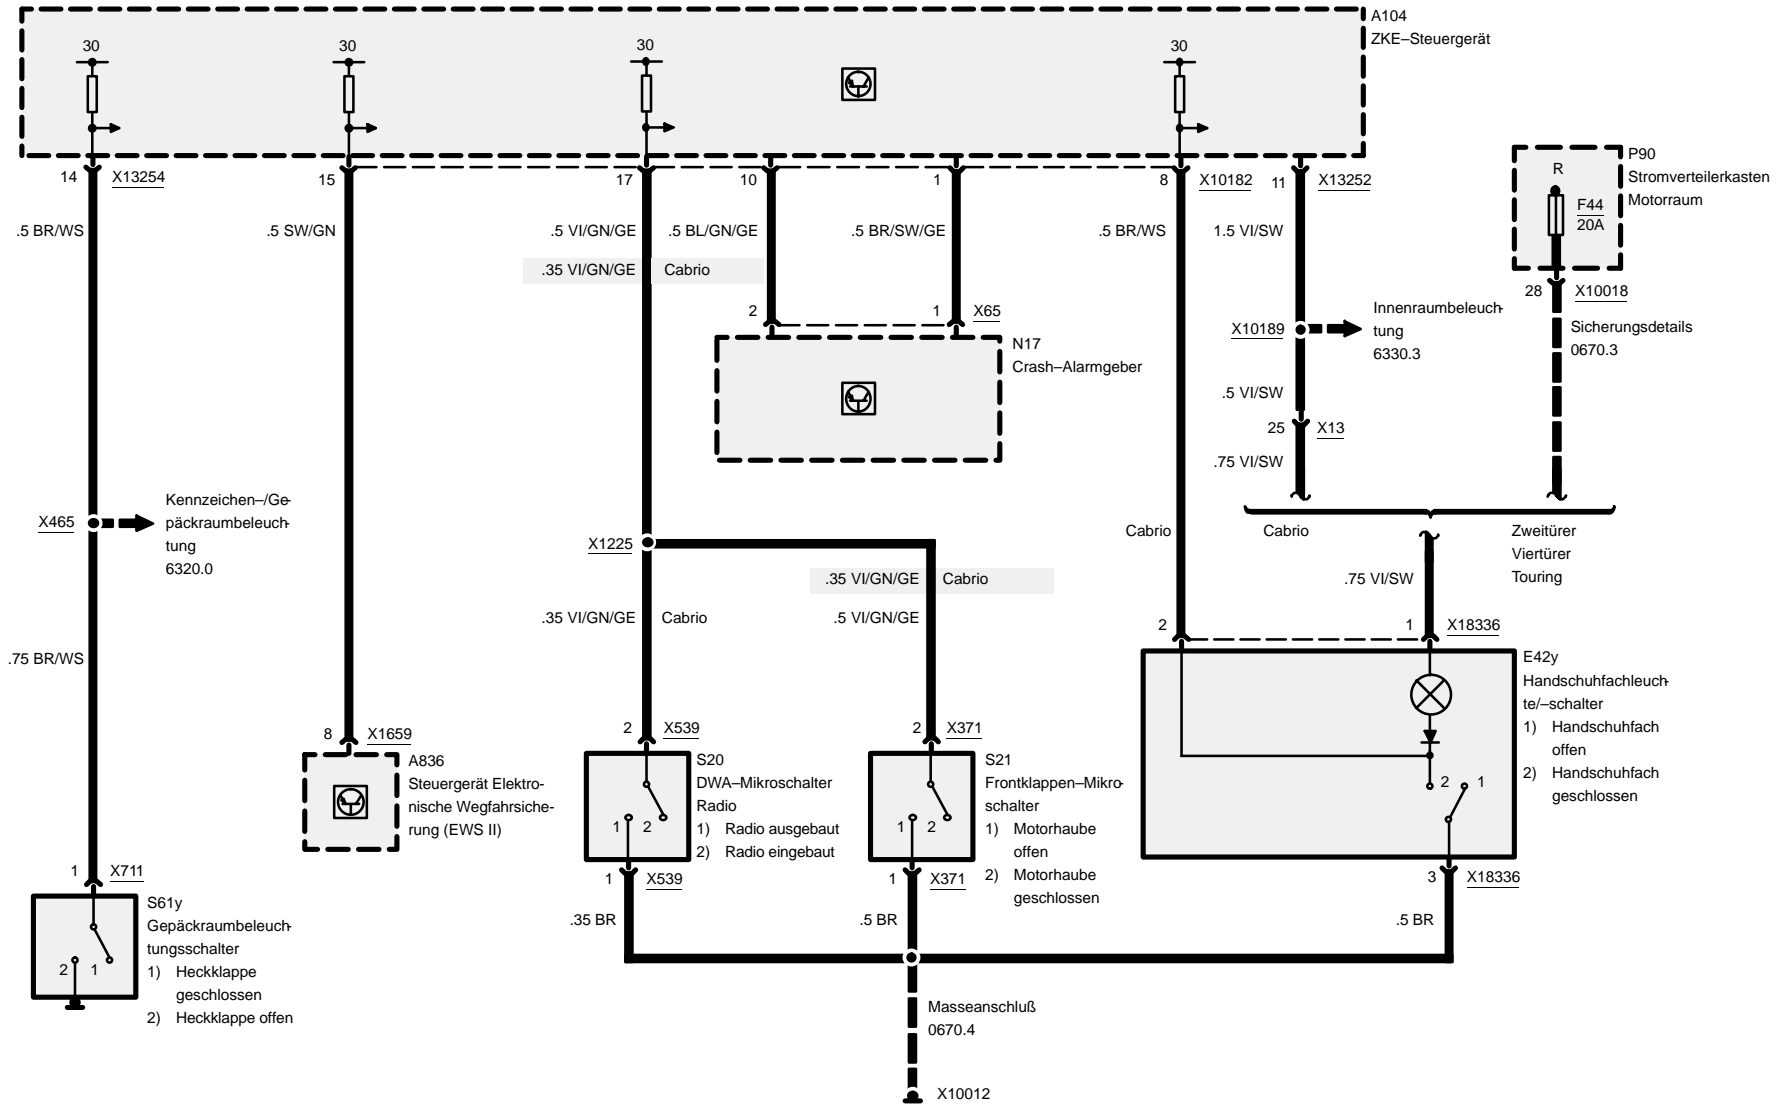 A104
ZKE–Steuergerät
30
30
30
30
14
X13254
15
17
10
1
8
X10182
11
X13252
P90
Stromverteilerkasten
Motorraum
R
F44
20A
28
X10018
Sicherungsdetails
0670.3
.5 BR/WS
.5 SW/GN
.5 VI/GN/GE
.5 BL/GN/GE
.5 BR/SW/GE
.5 BR/WS
1.5 VI/SW
.35 VI/GN/GE
Cabrio
2
1
X65
N17
Crash–Alarmgeber
X10189
Innenraumbeleuch-
tung
6330.3
.5 VI/SW
25
X13
.75 VI/SW
X465
Kennzeichen–/Ge-
päckraumbeleuch-
tung
6320.0
X1225
Cabrio
Cabrio
Zweitürer
Viertürer
Touring
.35 VI/GN/GE
Cabrio
.75 VI/SW
.35 VI/GN/GE
Cabrio
.5 VI/GN/GE
.75 BR/WS
2
1
X18336
E42y
Handschuhfachleuch-
te/–schalter
1) Handschuhfach
offen
2) Handschuhfach
geschlossen
2
1
8
X1659
A836
Steuergerät Elektro-
nische Wegfahrsiche-
rung (EWS II)
2
X539
S20
DWA–Mikroschalter
Radio
1) Radio ausgebaut
2) Radio eingebaut
1
2
2
X371
S21
Frontklappen–Mikro-
schalter
1) Motorhaube
offen
2) Motorhaube
geschlossen
1
2
1
X711
S61y
Gepäckraumbeleuch-
tungsschalter
1) Heckklappe
geschlossen
2) Heckklappe offen
2
1
1
X539
.35 BR
1
X371
.5 BR
3
X18336
.5 BR
Masseanschluß
0670.4
X10012